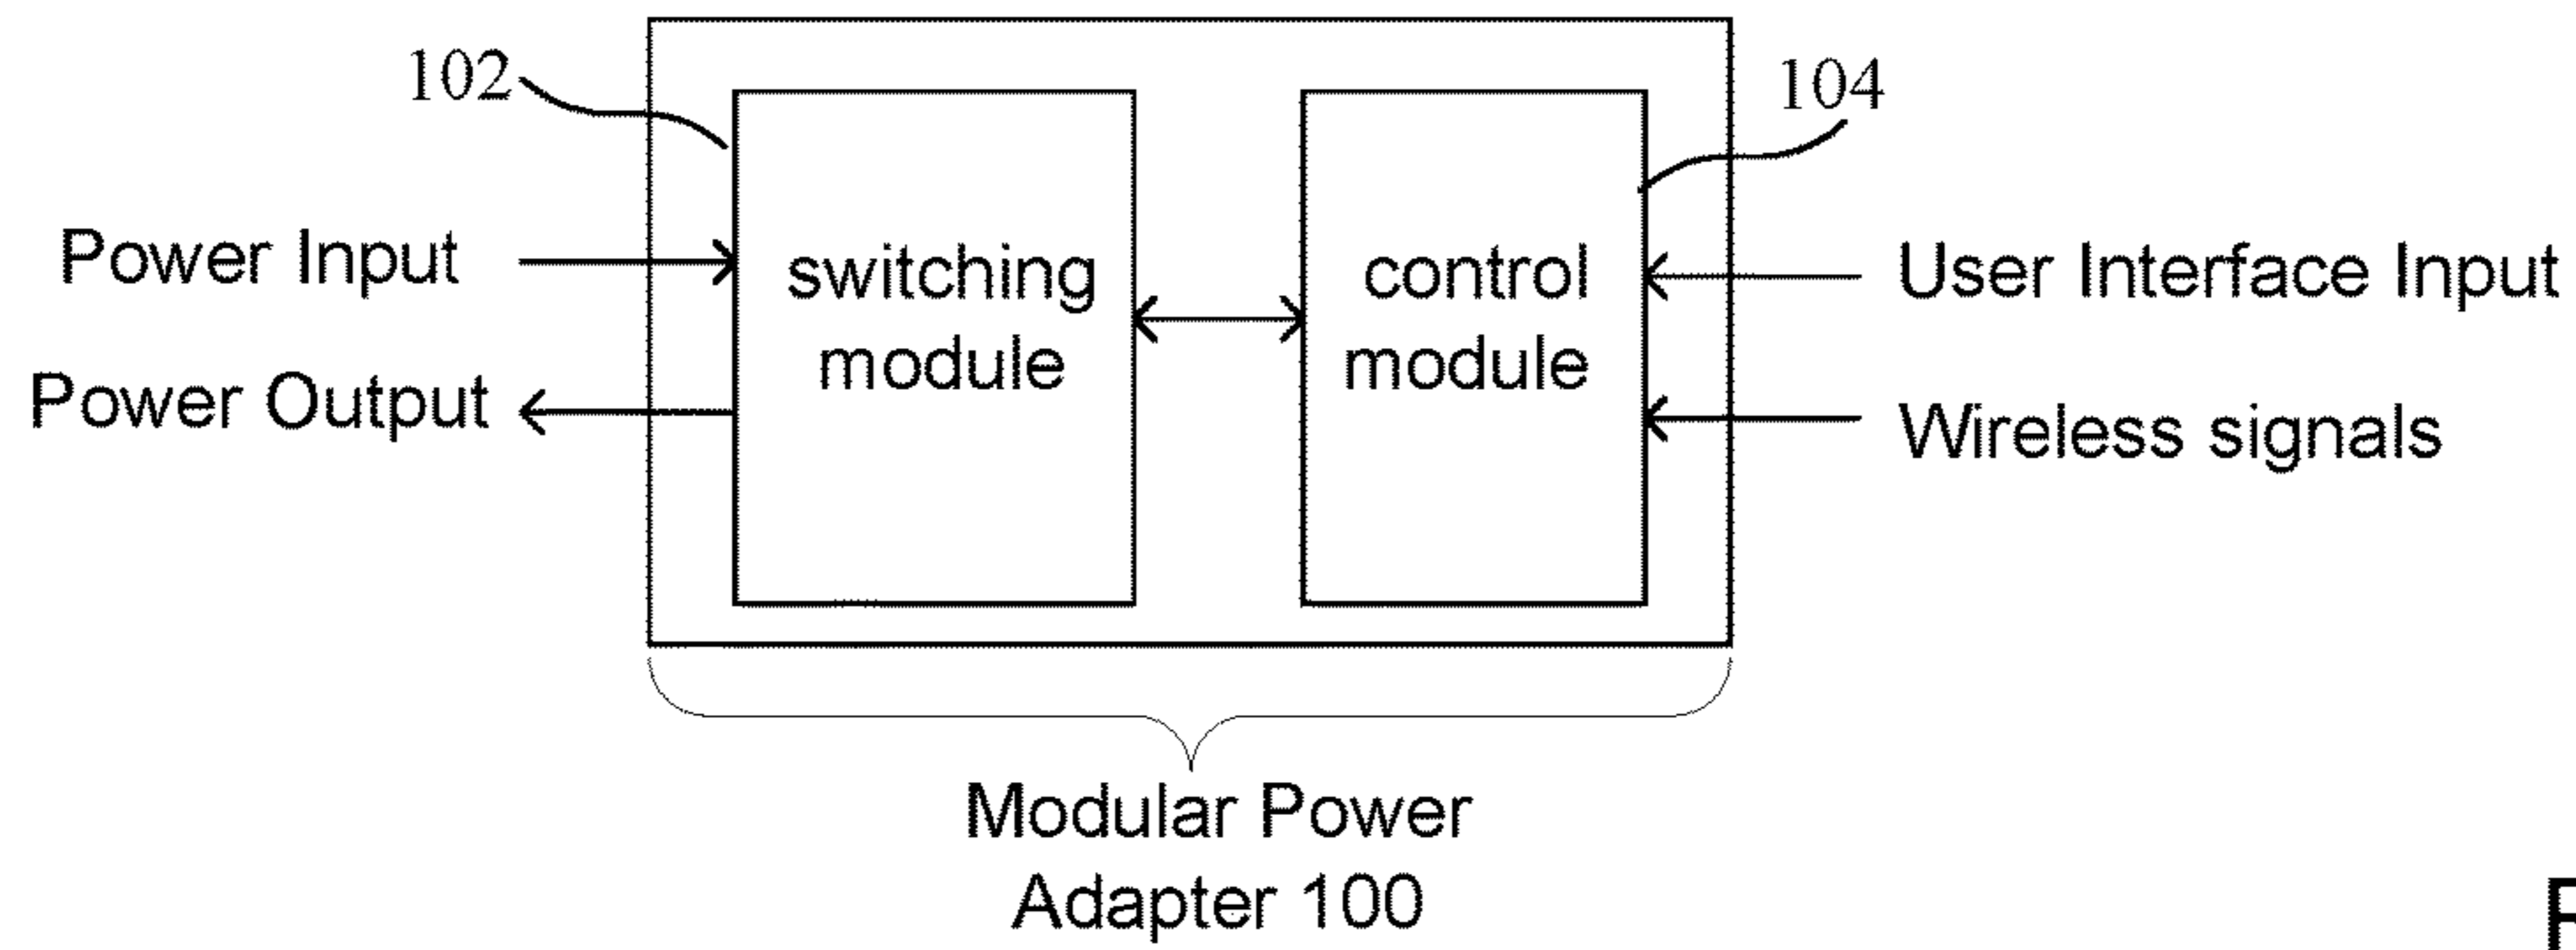 102
104
Power Input
switching
module
control
module
User Interface Input
Power Output
Wireless signals
Modular Power
Adapter 100